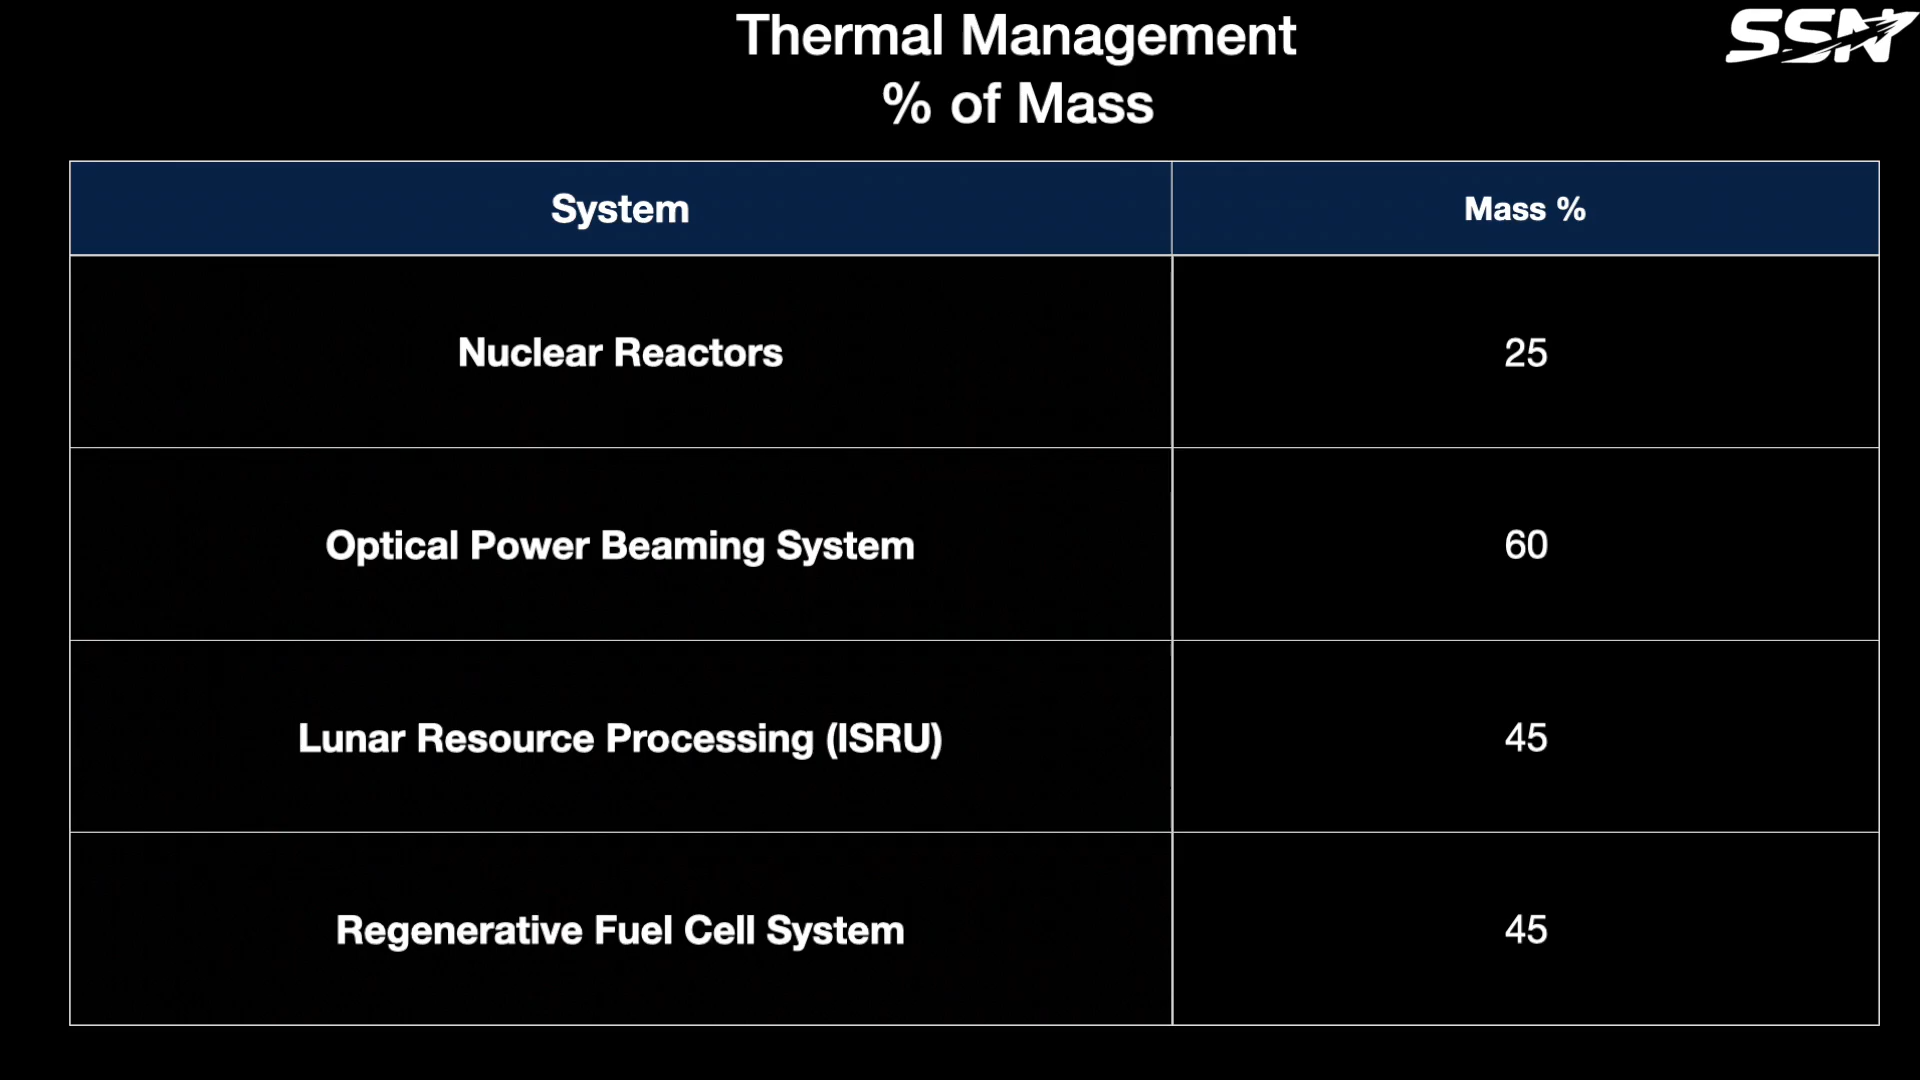 Thermal Management
% of Mass
SSN
System
Mass %
Nuclear Reactors
25
Optical Power Beaming System
60
Lunar Resource Processing (ISRU)
45
Regenerative Fuel Cell System
45